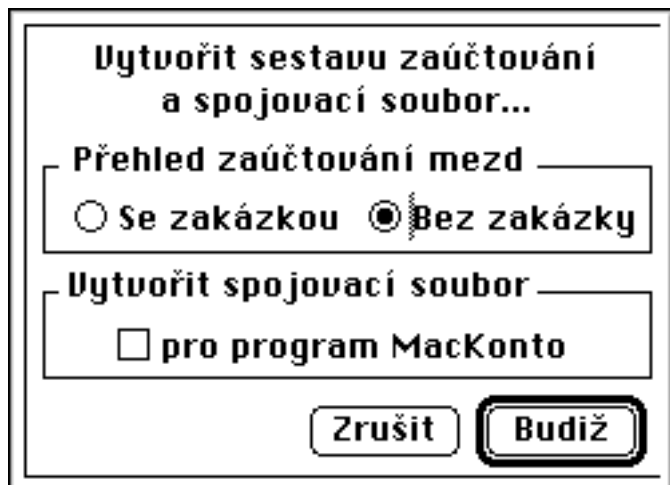 Vytvořit sestavu zaúčtování
a spojovací soubor...
Přehled zaúčtování mezd
Se zakázkou Bez zakázky
Vytvořit spojovací soubor
pro program MacKonto
Zrušit Budiž